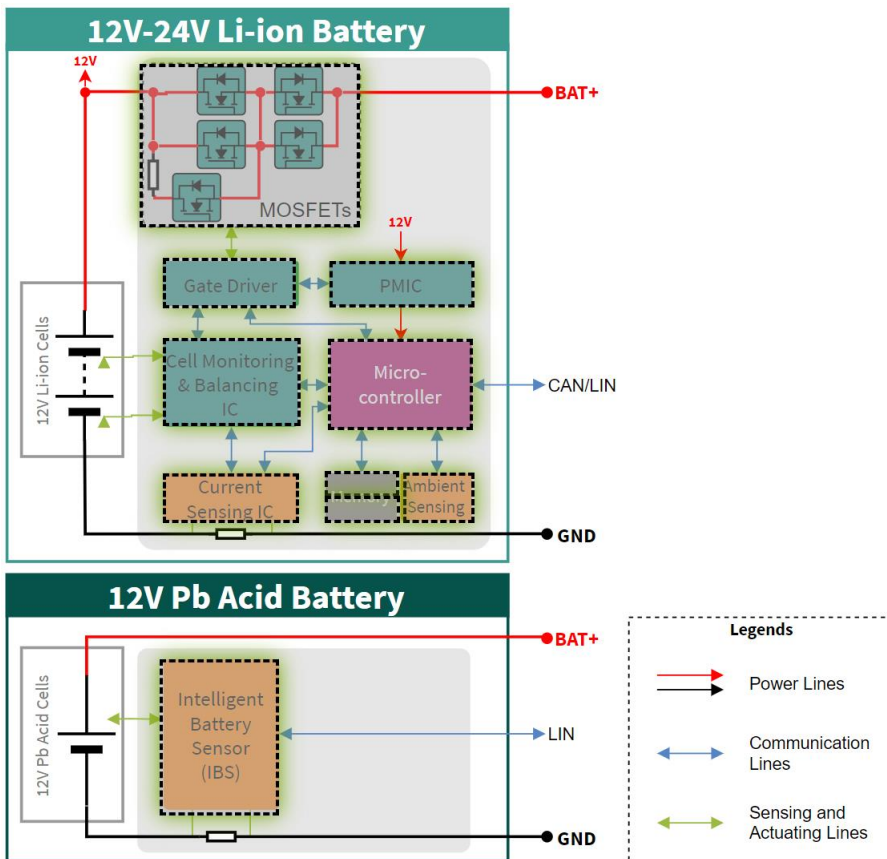 12V-24V Li-ion Battery
12V
BAT+
MOSFETs
12V
Gate Driver
PMIC
12V Li-ion Cells
Cell Monitoring
& Balancing
IC
Micro-
controller
CAN/LIN
Current
Sensing IC
Ambient
Sensing
GND
12V Pb Acid Battery
BAT+
12V Pb Acid Cells
Intelligent
Battery
Sensor
(IBS)
LIN
GND
Legends
Power Lines
Communication
Lines
Sensing and
Actuating Lines